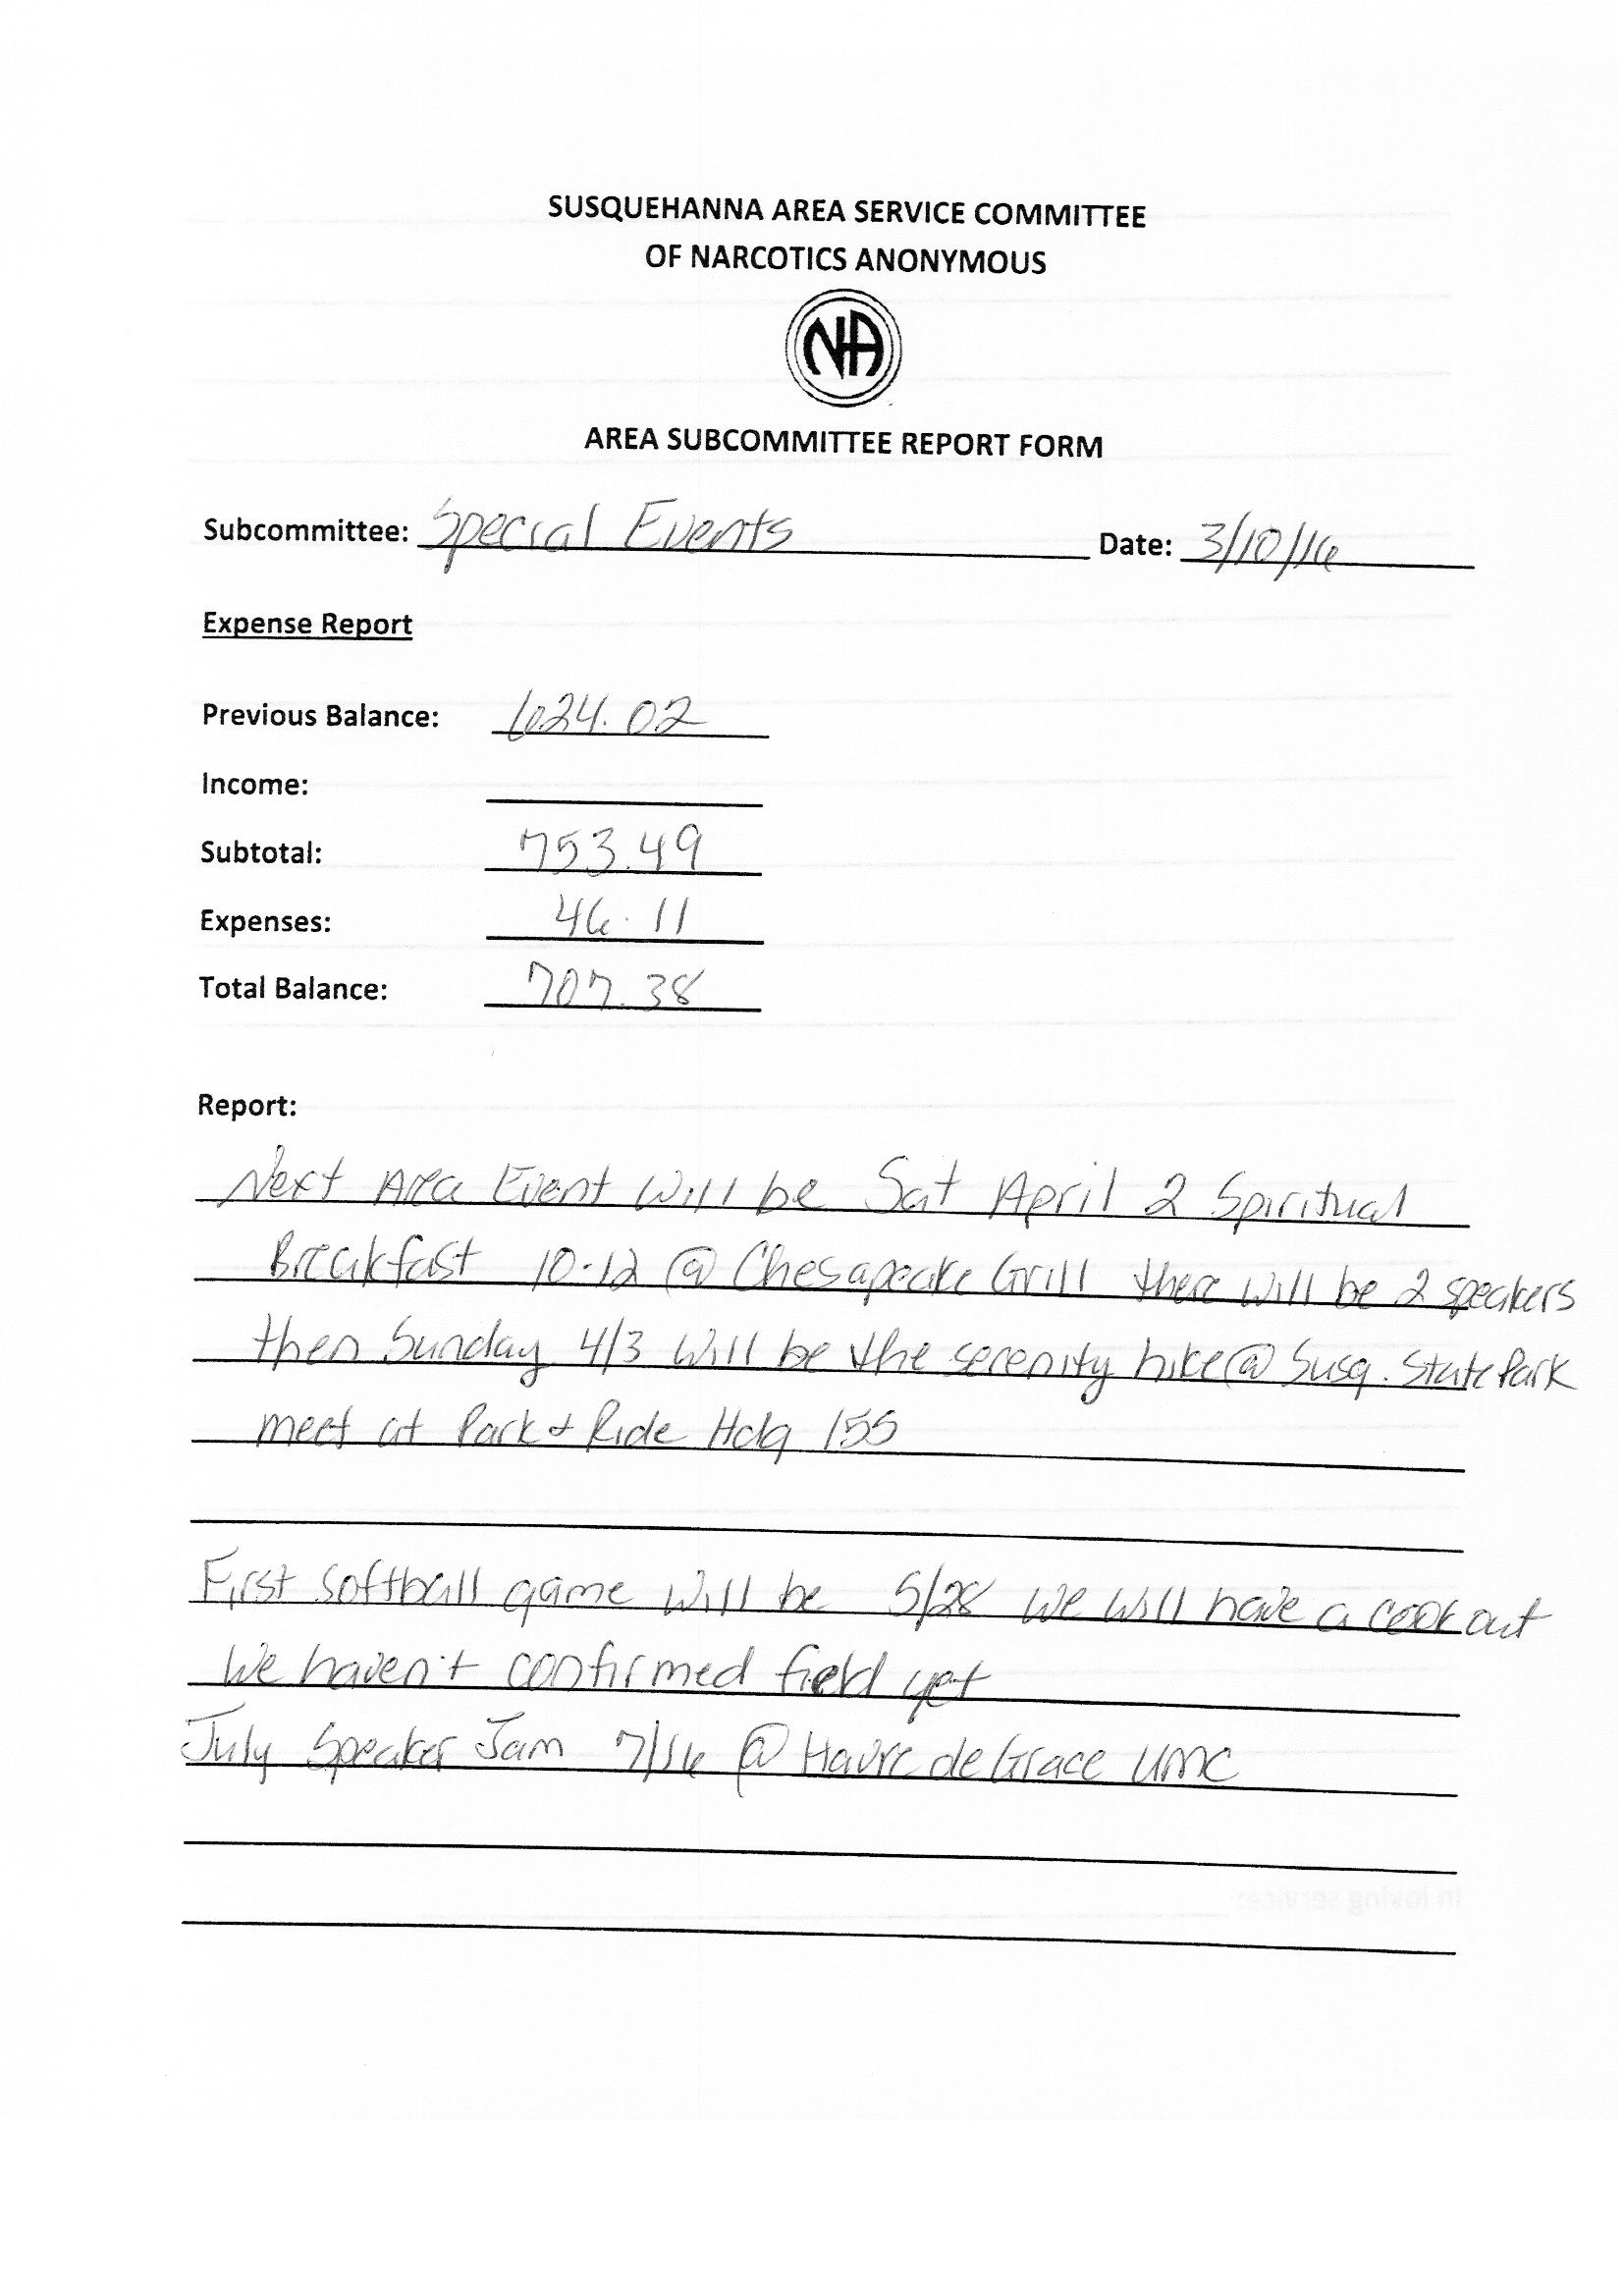 SUSQUEHANNA AREA SERVICE COMMITTEE
OF NARCOTICS ANONYMOUS
NA
AREA SUBCOMMITTEE REPORT FORM
Subcommittee: Special Events Date: 3/10/16
Expense Report
Previous Balance: 624.02
Income:
Subtotal: 753.49
Expenses: 46.11
Total Balance: 707.38
Report:
Next Area Event will be Sat April 2 Spiritual
Breakfast 10-12 @ Chesapeake Grill there will be 2 speakers
then Sunday 4/3 will be the serenity hike @ Susq. State Park
meet at Park & Ride Hdg 155
First softball game will be 5/28 we will have a cook out
We haven't confirmed field yet
July Speaker Jam 7/16 @ Havre de Grace UMC
In loving service: